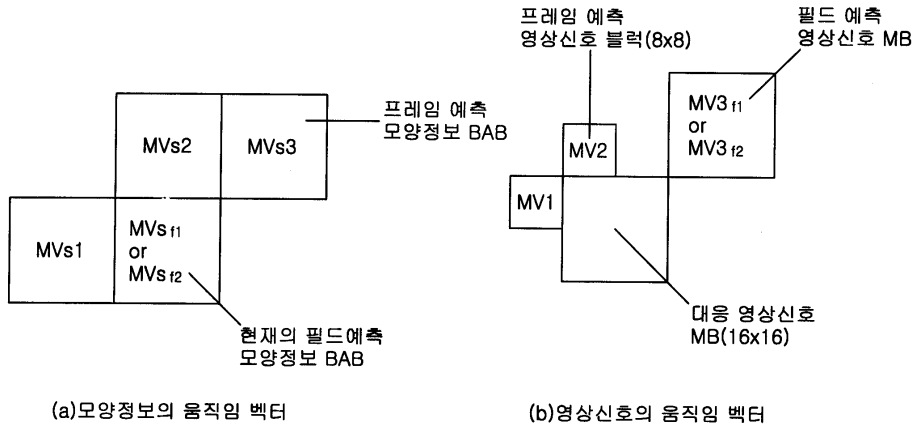 프레임 예측
모양정보 BAB
MVs2
MVs3
MVs1
MVs f1
or
MVs f2
현재의 필드예측
모양정보 BAB
(a)모양정보의 움직임 벡터
프레임 예측
영상신호 블럭(8x8)
필드 예측
영상신호 MB
MV3 f1
or
MV3 f2
MV2
MV1
대응 영상신호
MB(16x16)
(b)영상신호의 움직임 벡터